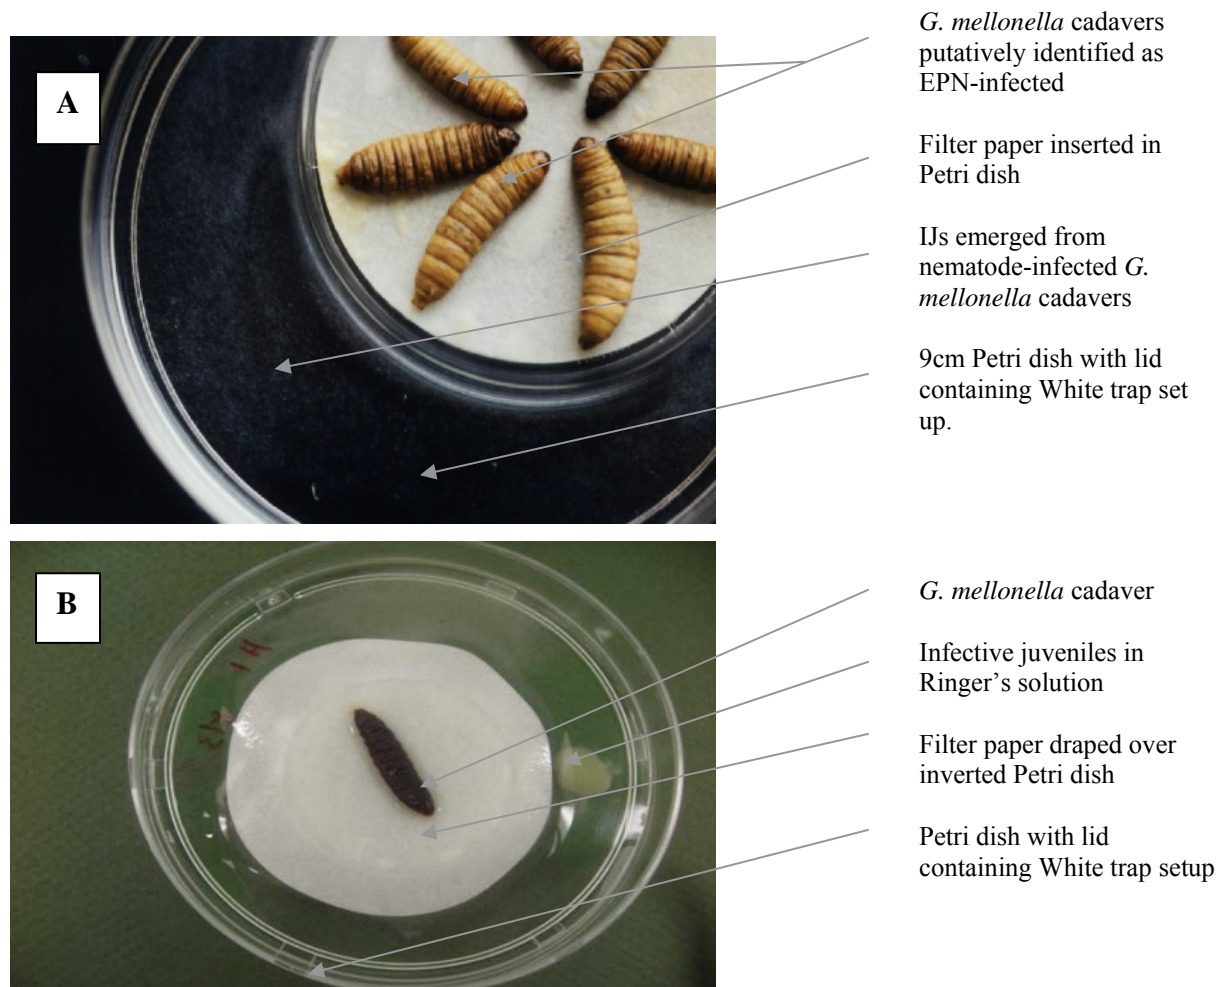 A
G. mellonella cadavers
putatively identified as
EPN-infected
Filter paper inserted in
Petri dish
IJs emerged from
nematode-infected G.
mellonella cadavers
9cm Petri dish with lid
containing White trap set
up.
B
G. mellonella cadaver
Infective juveniles in
Ringer’s solution
Filter paper draped over
inverted Petri dish
Petri dish with lid
containing White trap setup